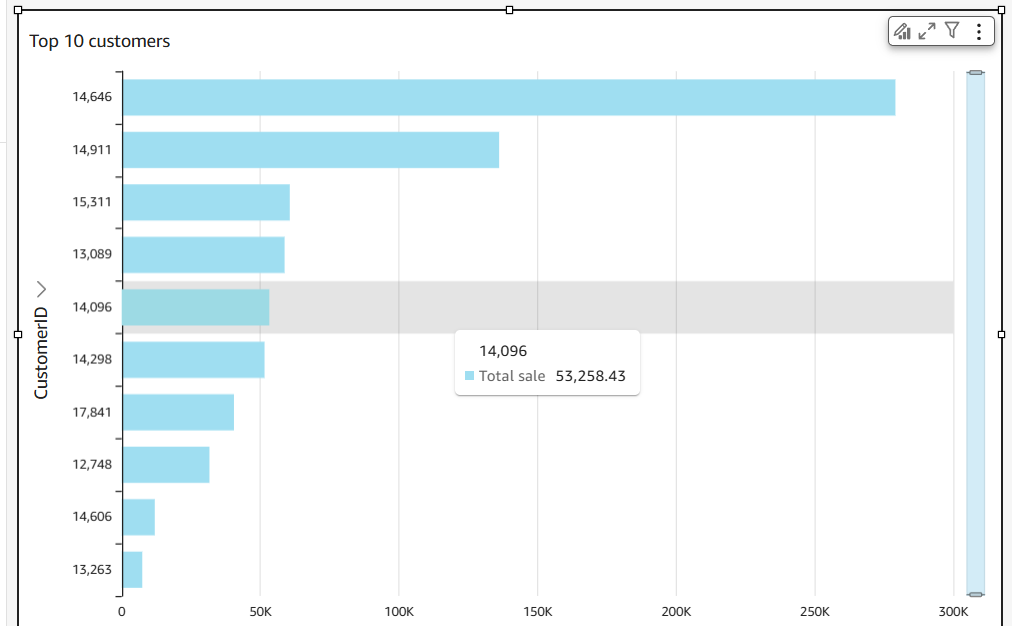 Top 10 customers
CustomerID
14,646
14,911
15,311
13,089
14,096
14,298
17,841
12,748
14,606
13,263
14,096
Total sale 53,258.43
0 50K 100K 150K 200K 250K 300K